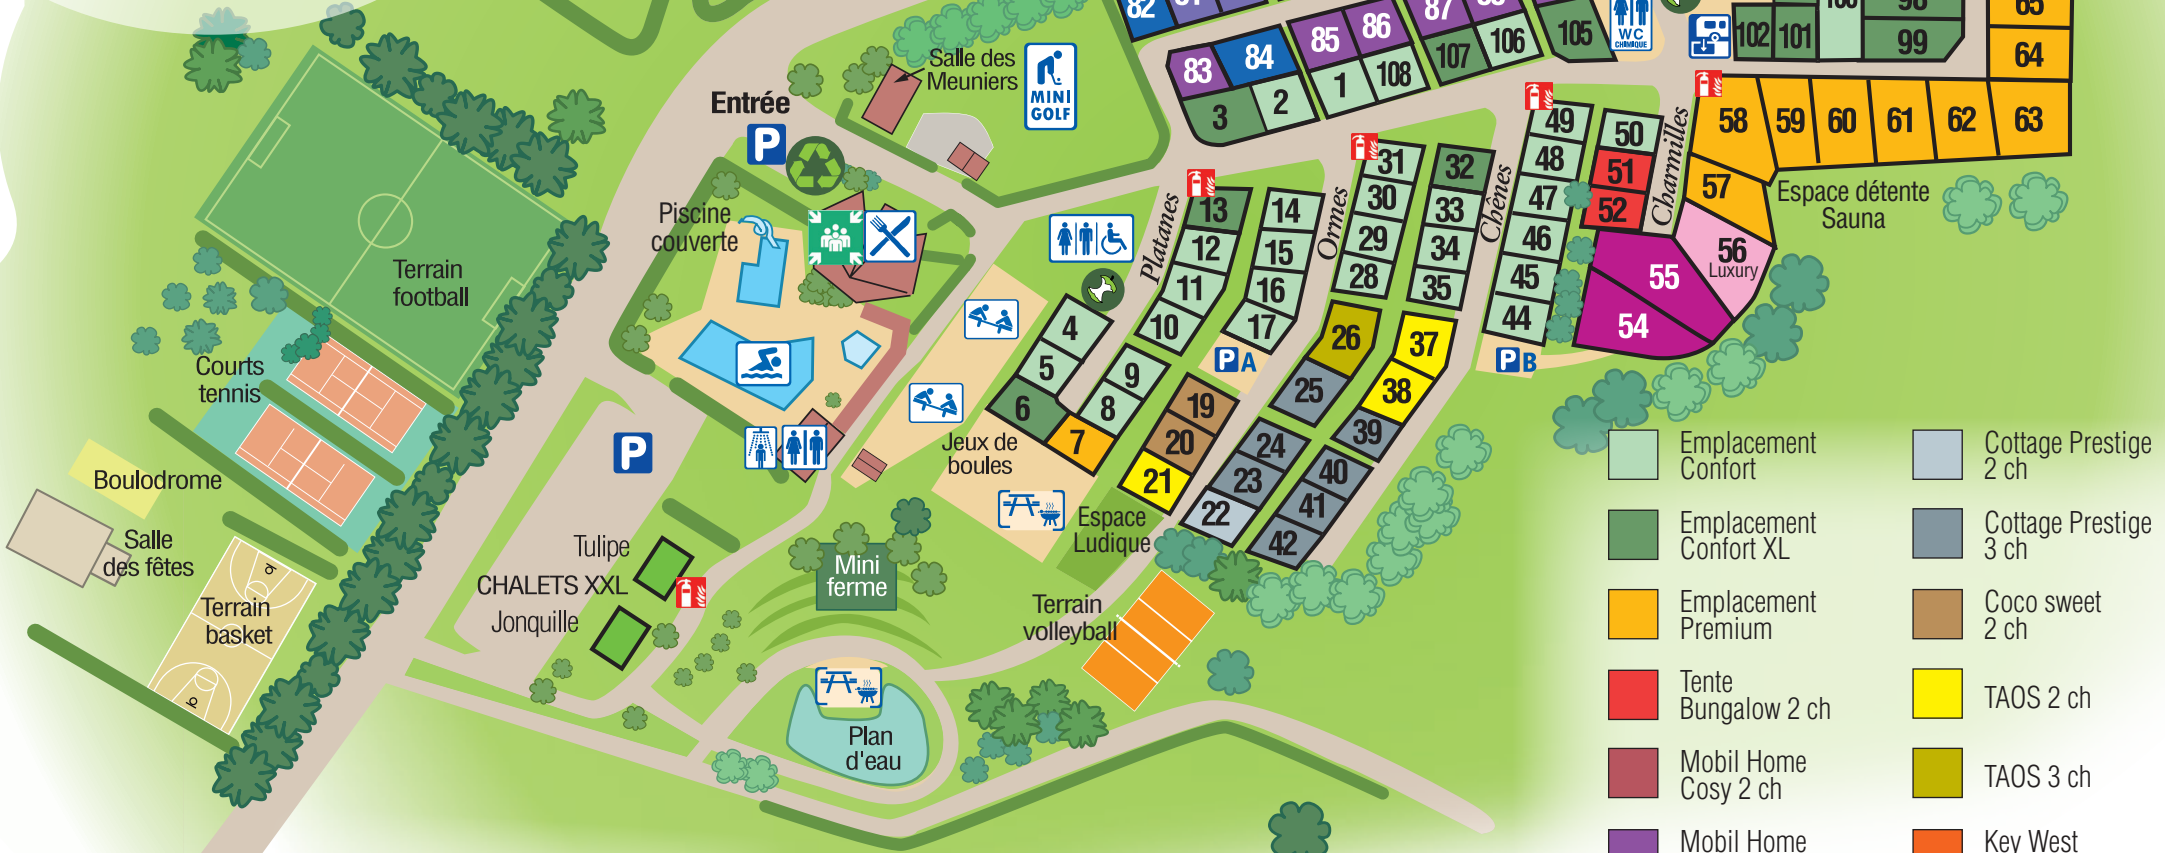 82
87
83
84
85
86
107
106
105
WC
CHIMIQUE
102
101
99
65
64
3
2
1
108
Salle des
Meuniers
MINI
GOLF
Entrée
P
Piscine
couverte
Terrain
football
Courts
tennis
Boulodrome
Salle
des fêtes
Terrain
basket
P
Tulipe
CHALETS XXL
Jonquille
Mini
ferme
Plan
d'eau
Terrain
volleyball
Espace
Ludique
Jeux de
boules
Platanes
Ormes
Chênes
Charmilles
13
12
11
10
14
15
16
17
P A
4
5
6
7
8
9
19
20
21
31
30
29
28
26
25
24
23
22
32
33
34
35
37
38
39
40
41
42
49
48
47
46
45
44
P B
50
51
52
54
55
56
Luxury
57
58
59
60
61
62
63
Espace détente
Sauna
Emplacement
Confort
Emplacement
Confort XL
Emplacement
Premium
Tente
Bungalow 2 ch
Mobil Home
Cosy 2 ch
Mobil Home
Cottage Prestige
2 ch
Cottage Prestige
3 ch
Coco sweet
2 ch
TAOS 2 ch
TAOS 3 ch
Key West